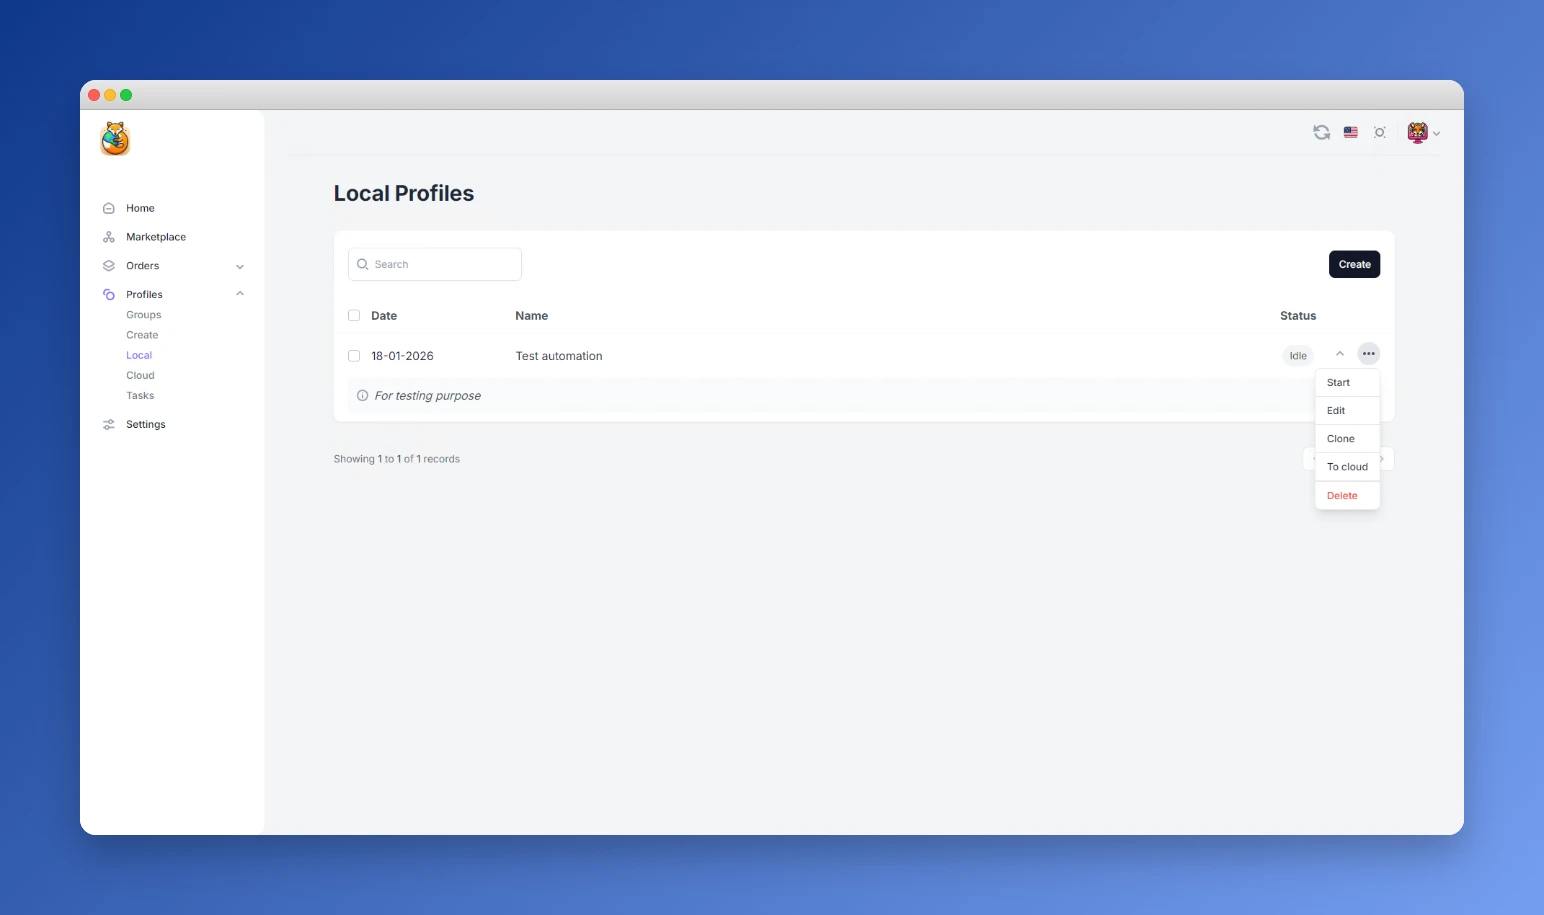 Home
Marketplace
Orders
Profiles
Groups
Create
Local
Cloud
Tasks
Settings
Local Profiles
Search
Create
Date Name Status
18-01-2026 Test automation Idle
For testing purpose
Start
Edit
Clone
To cloud
Delete
Showing 1 to 1 of 1 records